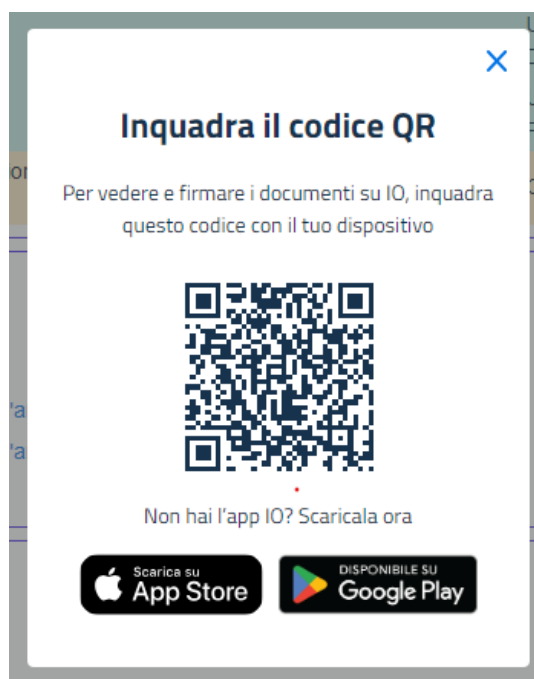 Inquadra il codice QR
Per vedere e firmare i documenti su IO, inquadra
questo codice con il tuo dispositivo
Non hai l'app IO? Scaricala ora
Scarica su
App Store
DISPONIBILE SU
Google Play